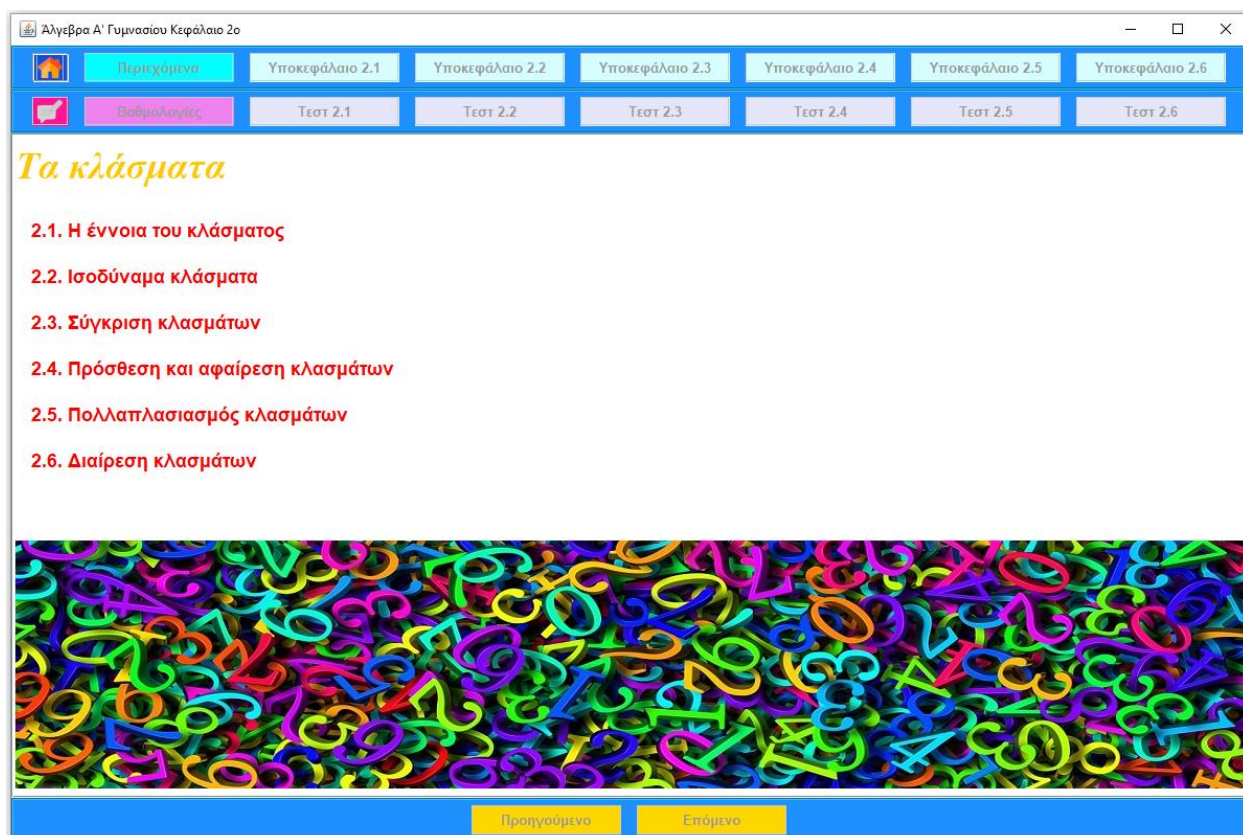 Άλγεβρα Α' Γυμνασίου Κεφάλαιο 2ο
Περιεχόμενα Υποκεφάλαιο 2.1 Υποκεφάλαιο 2.2 Υποκεφάλαιο 2.3 Υποκεφάλαιο 2.4 Υποκεφάλαιο 2.5 Υποκεφάλαιο 2.6
Βαθμολογίες Τεστ 2.1 Τεστ 2.2 Τεστ 2.3 Τεστ 2.4 Τεστ 2.5 Τεστ 2.6
Τα κλάσματα
2.1. Η έννοια του κλάσματος
2.2. Ισοδύναμα κλάσματα
2.3. Σύγκριση κλασμάτων
2.4. Πρόσθεση και αφαίρεση κλασμάτων
2.5. Πολλαπλασιασμός κλασμάτων
2.6. Διαίρεση κλασμάτων
Προηγούμενο Επόμενο